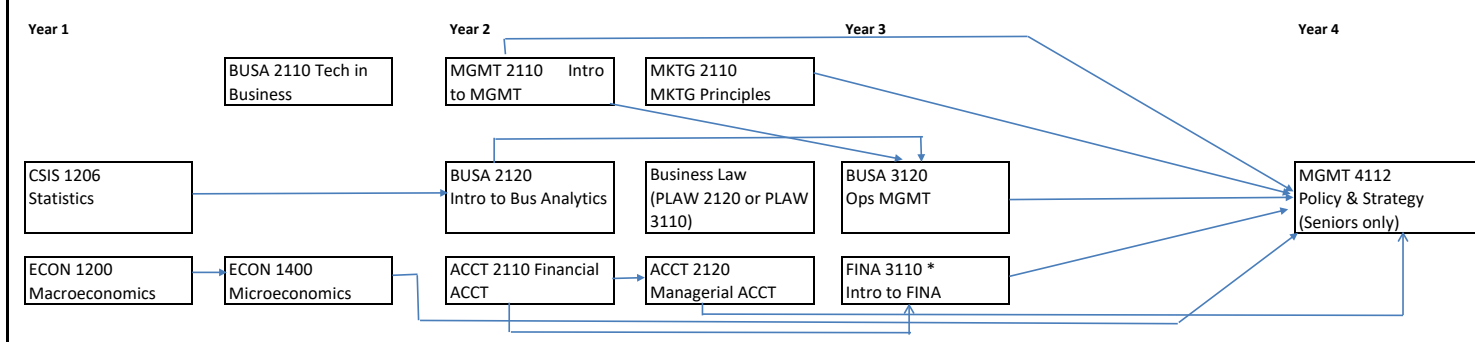 Year 1
Year 2
Year 3
Year 4
BUSA 2110 Tech in
Business
MGMT 2110 Intro
to MGMT
MKTG 2110
MKTG Principles
CSIS 1206
Statistics
BUSA 2120
Intro to Bus Analytics
Business Law
(PLAW 2120 or PLAW
3110)
BUSA 3120
Ops MGMT
MGMT 4112
Policy & Strategy
(Seniors only)
ECON 1200
Macroeconomics
ECON 1400
Microeconomics
ACCT 2110 Financial
ACCT
ACCT 2120
Managerial ACCT
FINA 3110 *
Intro to FINA